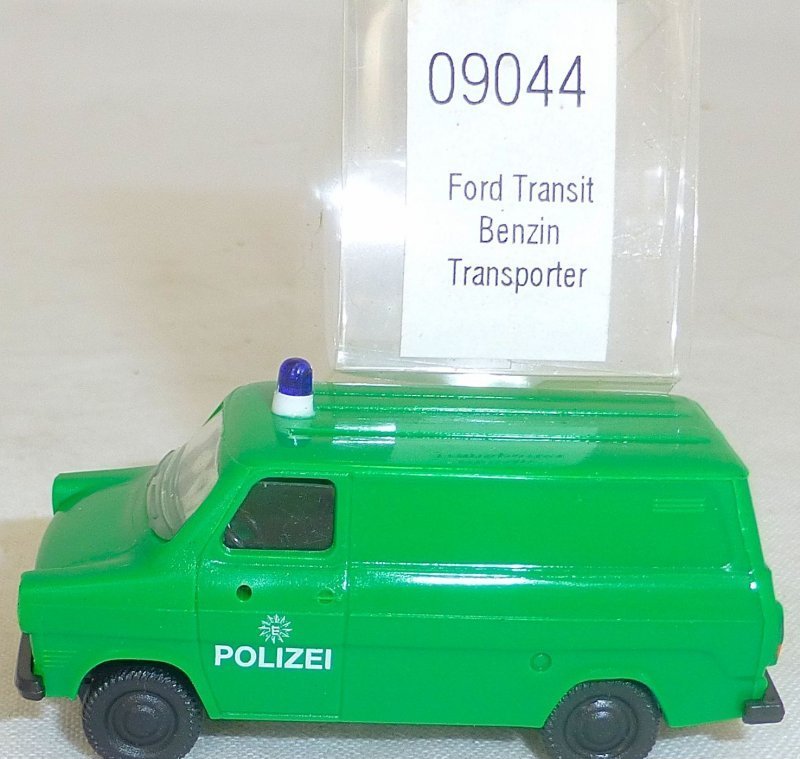 09044
Ford Transit
Benzin
Transporter
POLIZEI